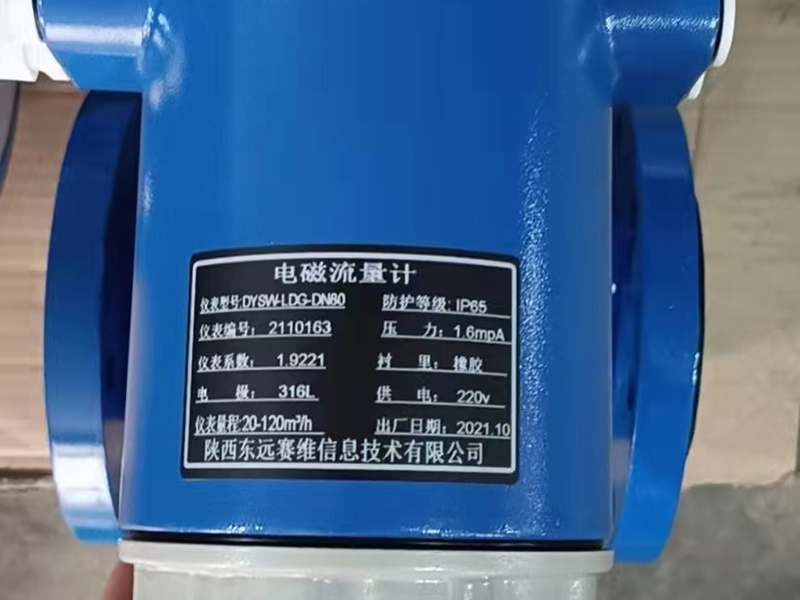 电磁流量计
仪表型号:DYSW-LDG-DN80 防护等级: IP65
仪表编号: 2110163 压 力: 1.6mpA
仪表系数: 1.9221 衬 里: 橡胶
电 极: 316L 供 电: 220v
仪表量程:20-120m³/h 出厂日期: 2021.10
陕西东远赛维信息技术有限公司